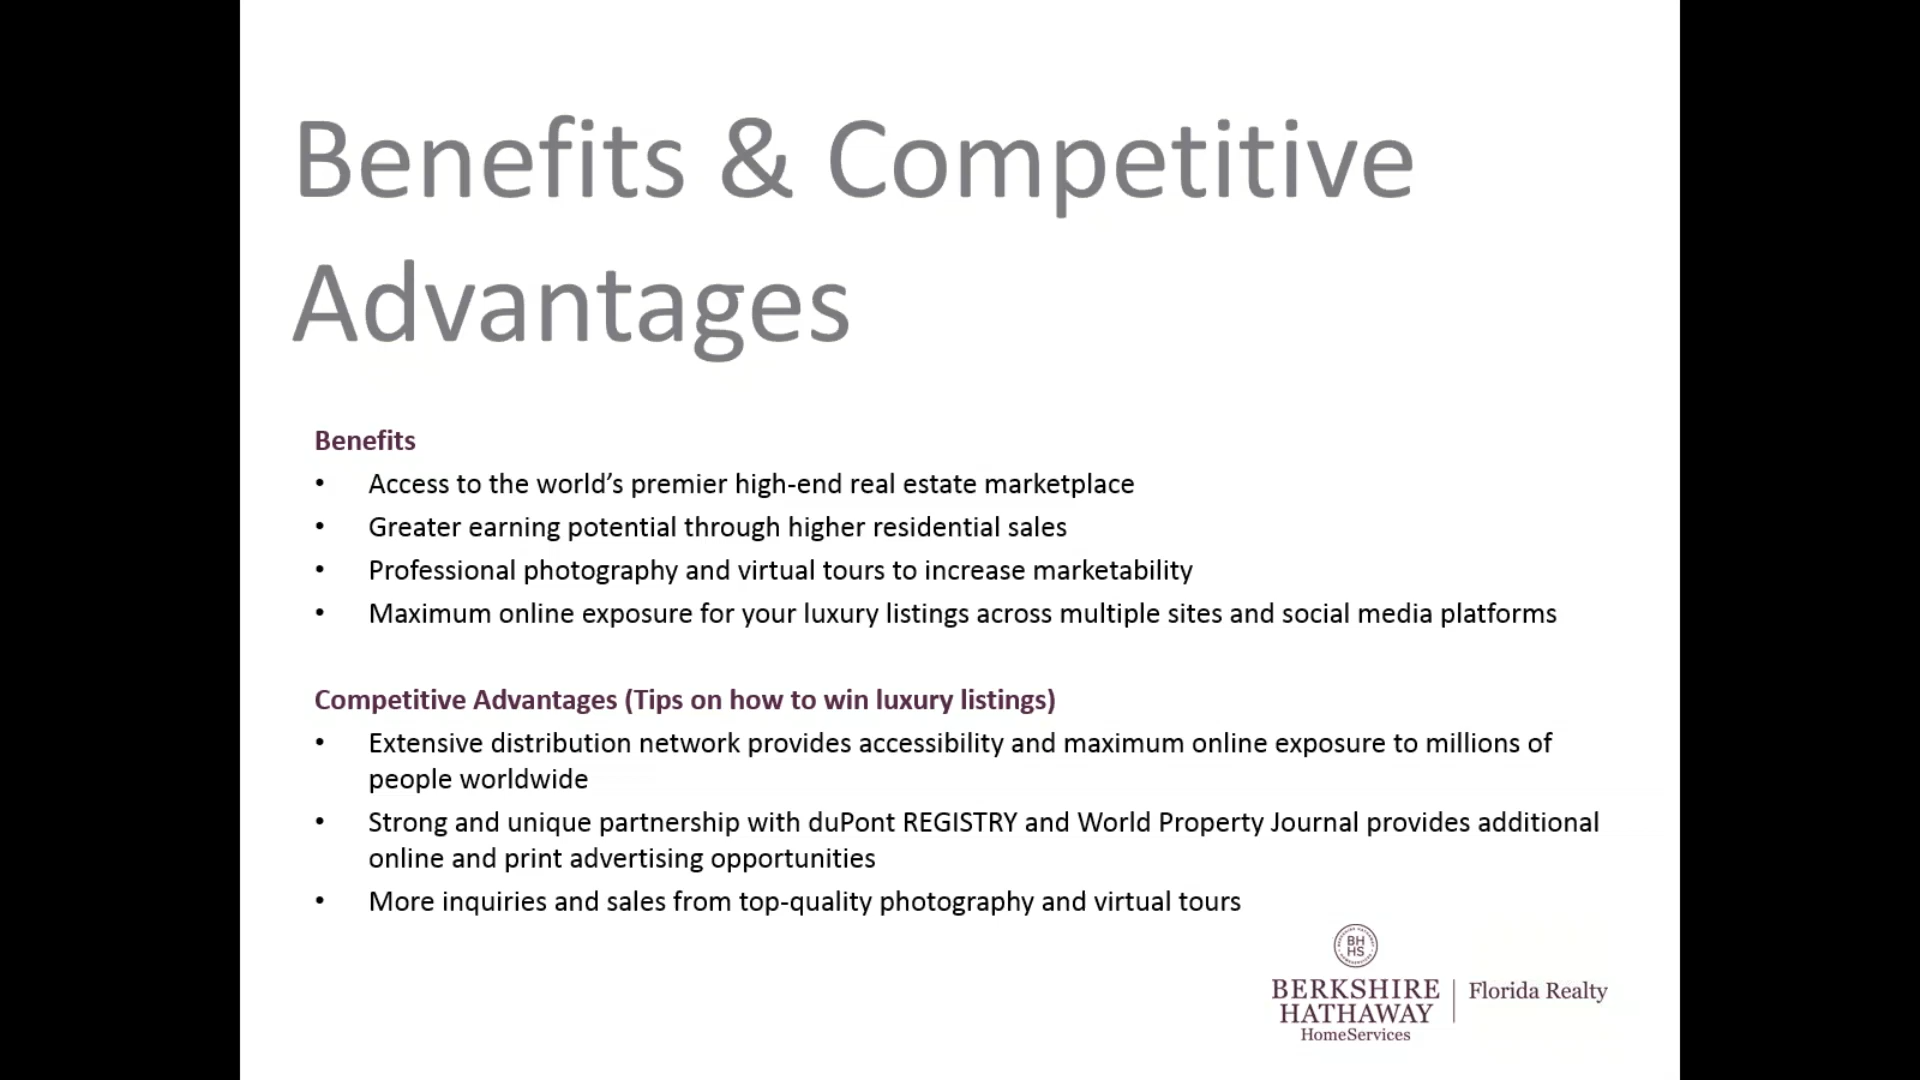 Benefits & Competitive
Advantages
Benefits
• Access to the world’s premier high-end real estate marketplace
• Greater earning potential through higher residential sales
• Professional photography and virtual tours to increase marketability
• Maximum online exposure for your luxury listings across multiple sites and social media platforms
Competitive Advantages (Tips on how to win luxury listings)
• Extensive distribution network provides accessibility and maximum online exposure to millions of
people worldwide
• Strong and unique partnership with duPont REGISTRY and World Property Journal provides additional
online and print advertising opportunities
• More inquiries and sales from top-quality photography and virtual tours
BH
HS
BERKSHIRE
HATHAWAY
HomeServices
Florida Realty